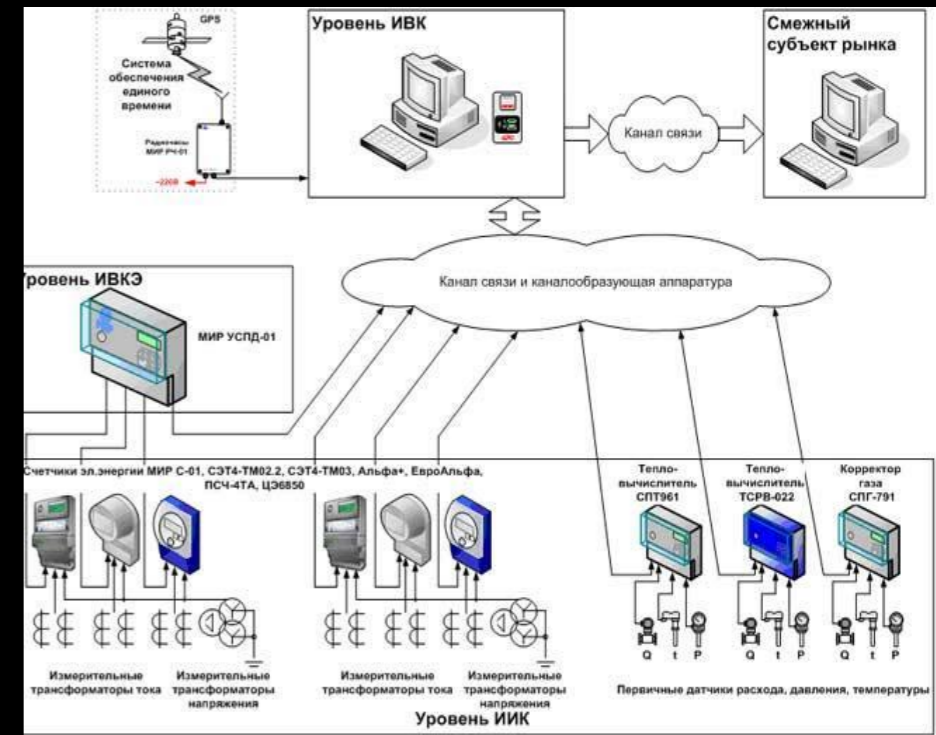 GPS
Система
обеспечения
единого
времени
Радиочасы
МИР РЧ-01
~220В
Уровень ИВК
Канал связи
Смежный
субъект рынка
Канал связи и каналообразующая аппаратура
уровень ИВКЭ
МИР УСПД-01
Счетчики эл.энергии МИР С-01, СЭТ4-ТМ02.2, СЭТ4-ТМ03, Альфа+, ЕвроАльфа,
ПСЧ-4ТА, ЦЭ6850
Тепло-
вычислитель
СПТ961
Тепло-
вычислитель
ТСРВ-022
Корректор
газа
СПГ-791
Q t P
Q t P
Q t P
Измерительные
трансформаторы тока
Измерительные
трансформаторы
напряжения
Измерительные
трансформаторы тока
Измерительные
трансформаторы
напряжения
Первичные датчики расхода, давления, температуры
Уровень ИИК